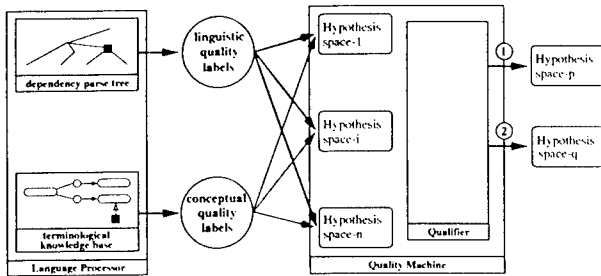 dependency parse tree
terminological
knowledge base
Language Processor
linguistic
quality
labels
conceptual
quality
labels
Hypothesis
space-1
Hypothesis
space-i
Hypothesis
space-n
Qualifier
Quality Machine
1
Hypothesis
space-p
2
Hypothesis
space-q